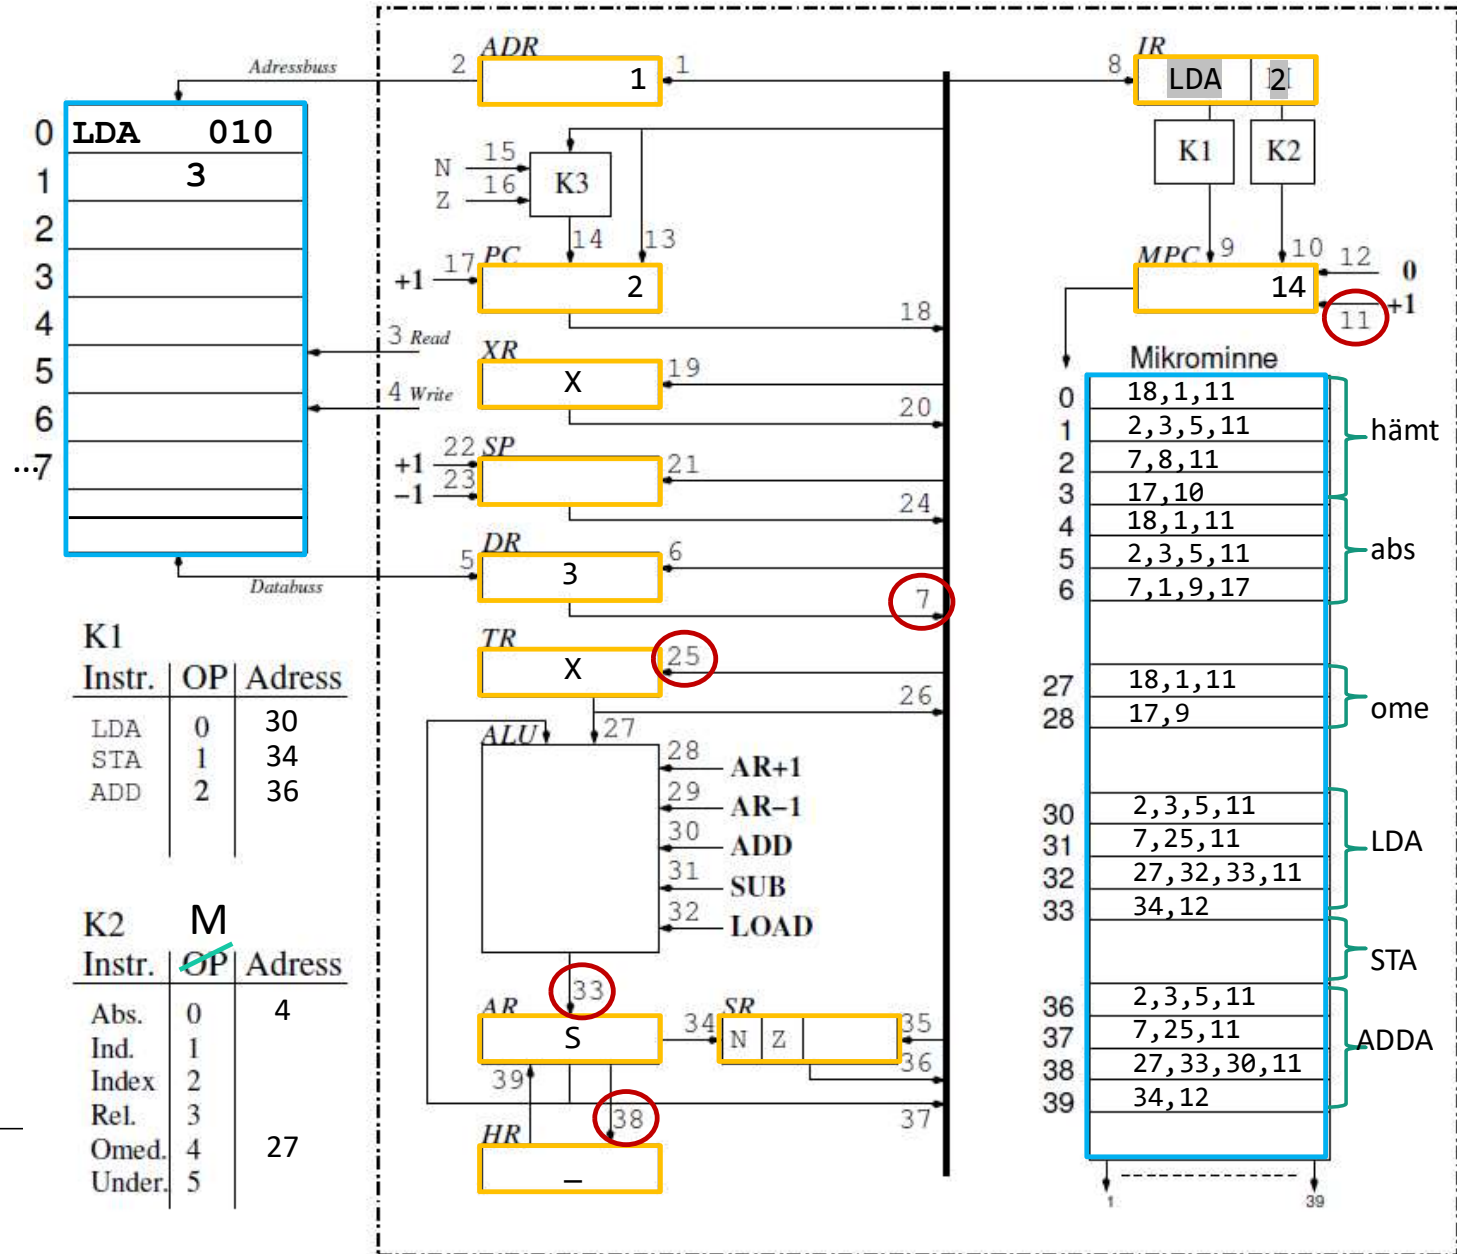 ADR
IR
Adressbuss
2
1
1
8
LDA 2
0 LDA 010
1 3
2
3
4
5
6
...7
K1
K2
N 15
Z 16
K3
14
13
9
10
12
0
PC
+1 17
2
MPC
14
+1
11
18
3 Read
4 Write
XR
X
19
20
+1 22
-1 23
SP
21
24
5
DR
3
6
7
Databuss
TR
X
25
26
27
ALU
28 AR+1
29 AR−1
30 ADD
31 SUB
32 LOAD
33
AR
S
34
SR
N Z
35
36
37
39
38
HR
–
K1
Instr. OP Adress
LDA 0 30
STA 1 34
ADD 2 36
K2 M
Instr. OP Adress
Abs. 0 4
Ind. 1
Index 2
Rel. 3
Omed. 4 27
Under. 5
Mikrominne
0 18,1,11
1 2,3,5,11
2 7,8,11
3 17,10
hämt
4 18,1,11
5 2,3,5,11
6 7,1,9,17
abs
27 18,1,11
28 17,9
ome
30 2,3,5,11
31 7,25,11
32 27,32,33,11
33 34,12
LDA
STA
36 2,3,5,11
37 7,25,11
38 27,33,30,11
39 34,12
ADDA
1
39